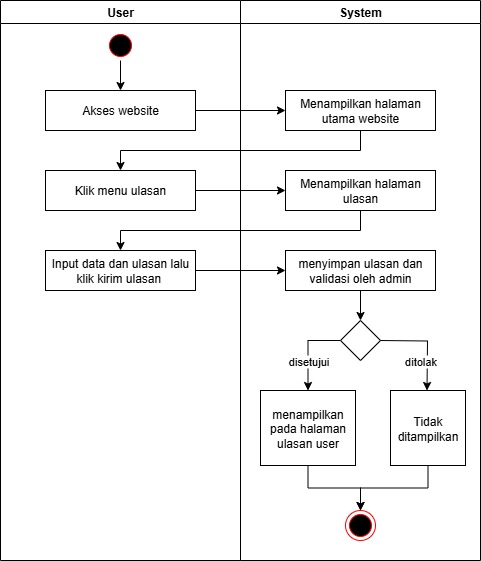 User
System
Akses website
Menampilkan halaman
utama website
Klik menu ulasan
Menampilkan halaman
ulasan
Input data dan ulasan lalu
klik kirim ulasan
menyimpan ulasan dan
validasi oleh admin
disetujui
ditolak
menampilkan
pada halaman
ulasan user
Tidak
ditampilkan